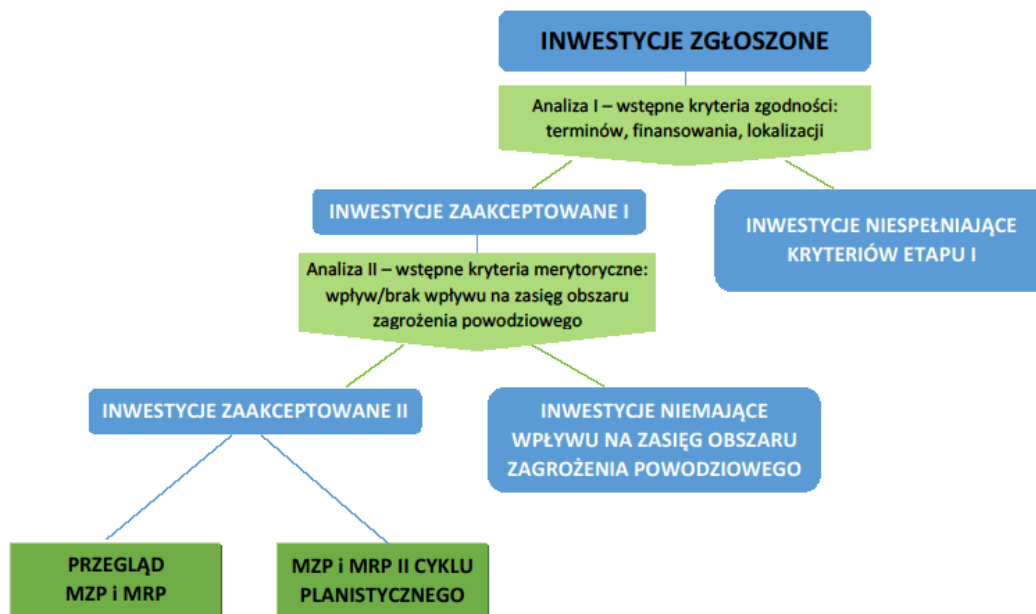 INWESTYCJE ZGŁOSZONE
Analiza I – wstępne kryteria zgodności:
terminów, finansowania, lokalizacji
INWESTYCJE ZAAKCEPTOWANE I
INWESTYCJE NIESPEŁNIAJĄCE
KRYTERIÓW ETAPU I
Analiza II – wstępne kryteria merytoryczne:
wpływ/brak wpływu na zasięg obszaru
zagrożenia powodziowego
INWESTYCJE ZAAKCEPTOWANE II
INWESTYCJE NIEMAJĄCE
WPŁYWU NA ZASIĘG OBSZARU
ZAGROŻENIA POWODZIOWEGO
PRZEGLĄD
MZP i MRP
MZP i MRP II CYKLU
PLANISTYCZNEGO